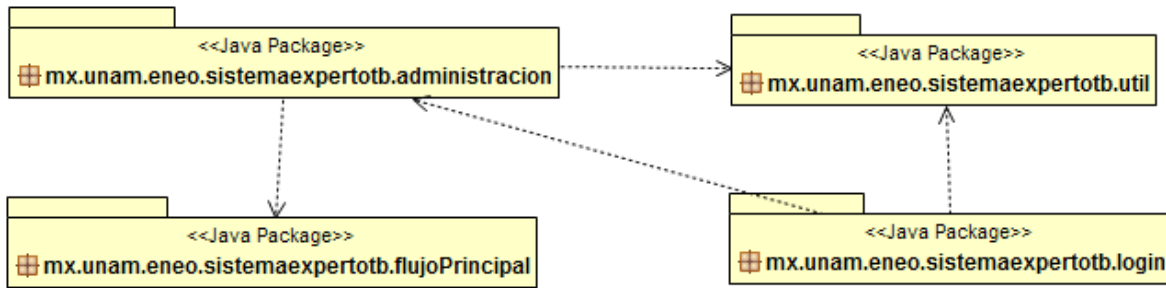 <<Java Package>>
mx.unam.eneo.sistemaexpertotb.administracion
<<Java Package>>
mx.unam.eneo.sistemaexpertotb.util
<<Java Package>>
mx.unam.eneo.sistemaexpertotb.flujoPrincipal
<<Java Package>>
mx.unam.eneo.sistemaexpertotb.login